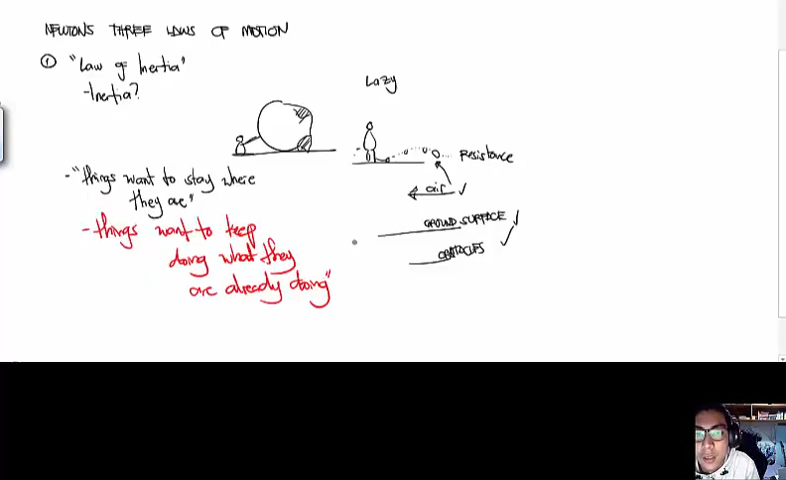 NEWTONS THREE LAWS OF MOTION
① "Law of Inertia"
- Inertia?
Lazy
Resistance
air ✓
GROUND SURFACE ✓
OBSTACLES ✓
- "things want to stay where
they are"
- things want to keep
doing what they
are already doing"